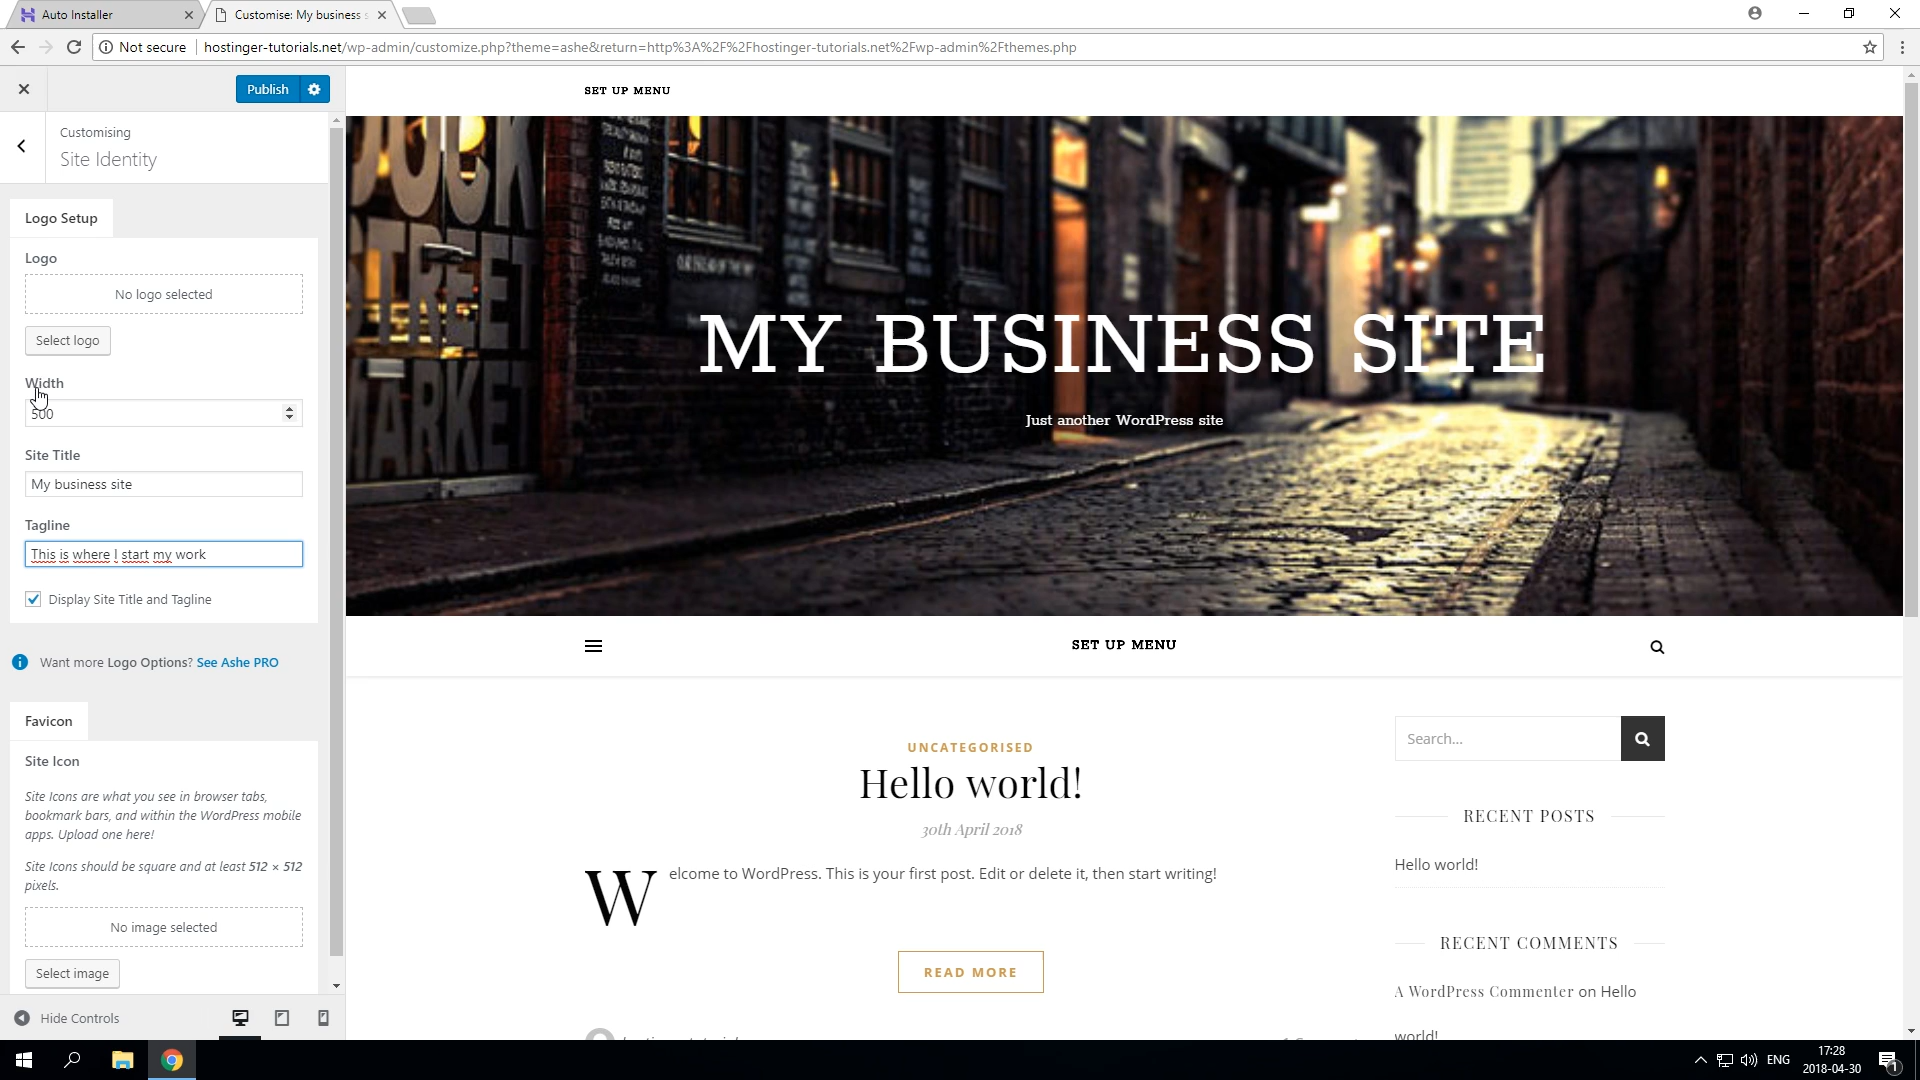 Auto Installer
Customise: My business s
Not secure
hostinger-tutorials.net/wp-admin/customize.php?theme=ashe&return=http%3A%2F%2Fhostinger-tutorials.net%2Fwp-admin%2Fthemes.php
Publish
Customising
Site Identity
Logo Setup
Logo
No logo selected
Select logo
Width
500
Site Title
My business site
Tagline
This is where I start my work
Display Site Title and Tagline
Want more Logo Options? See Ashe PRO
Favicon
Site Icon
Site Icons are what you see in browser tabs,
bookmark bars, and within the WordPress mobile
apps. Upload one here!
Site Icons should be square and at least 512 × 512
pixels.
No image selected
Select image
Hide Controls
SET UP MENU
MY BUSINESS SITE
Just another WordPress site
SET UP MENU
UNCATEGORISED
Hello world!
30th April 2018
Welcome to WordPress. This is your first post. Edit or delete it, then start writing!
READ MORE
Search...
RECENT POSTS
Hello world!
RECENT COMMENTS
A WordPress Commenter on Hello
world!
ENG
17:28
2018-04-30
1